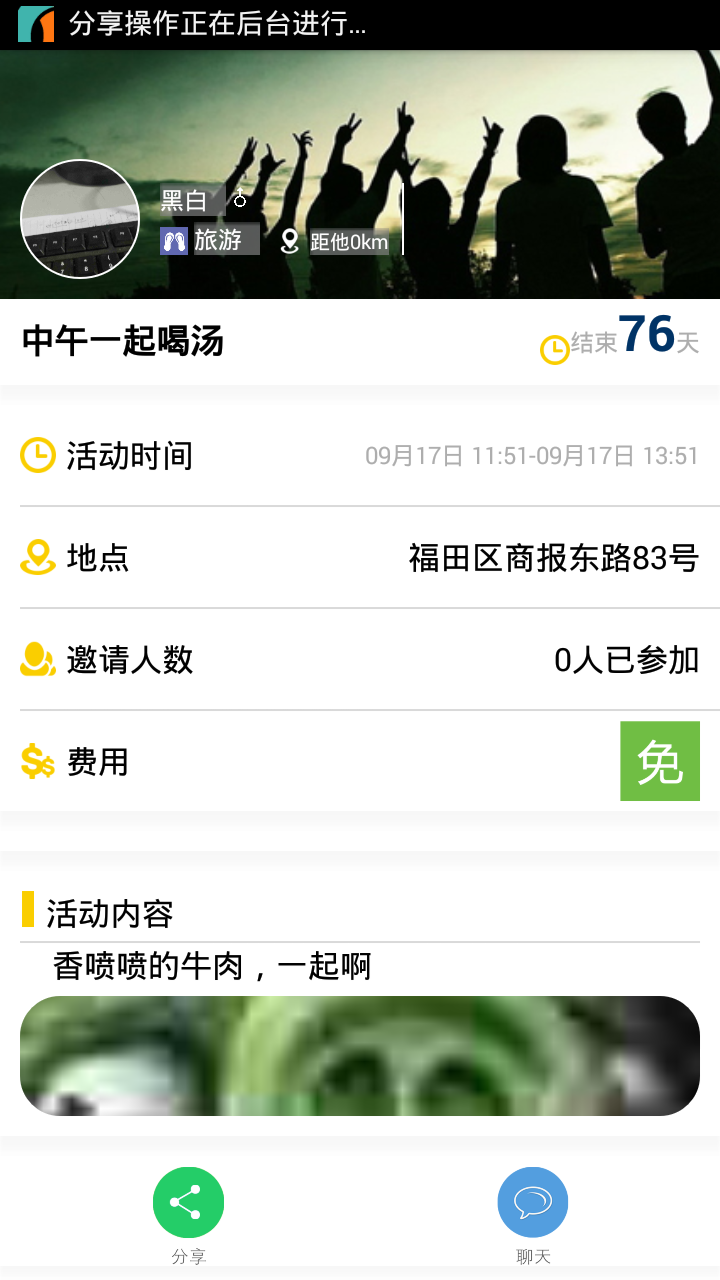 分享操作正在后台进行...
黑白
旅游 距他0km
中午一起喝汤
结束76天
活动时间 09月17日 11:51-09月17日 13:51
地点 福田区商报东路83号
邀请人数 0人已参加
费用 免
活动内容
香喷喷的牛肉，一起啊
分享 聊天